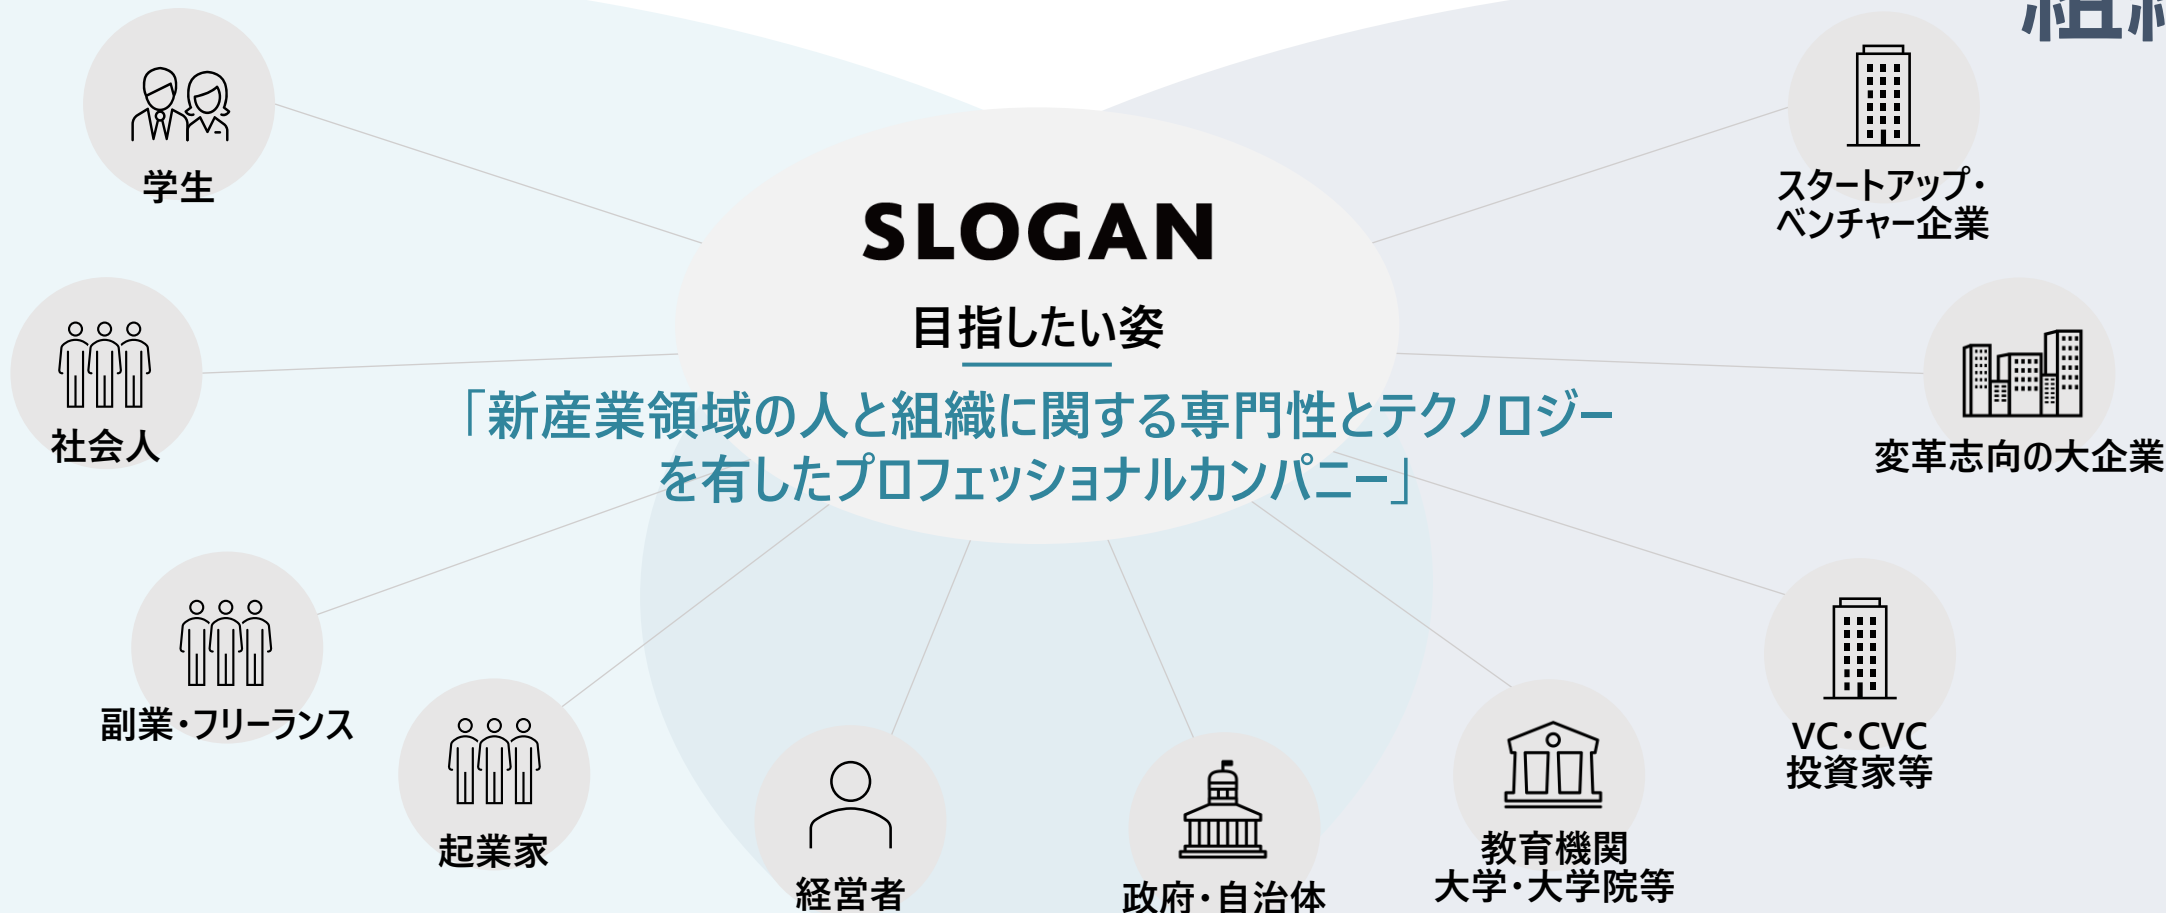 組
学生
スタートアップ・
ベンチャー企業
SLOGAN
目指したい姿
「新産業領域の人と組織に関する専門性とテクノロジー
を有したプロフェッショナルカンパニー」
社会人
変革志向の大企業
副業・フリーランス
VC・CVC
投資家等
起業家
教育機関
大学・大学院等
経営者
政府・自治体